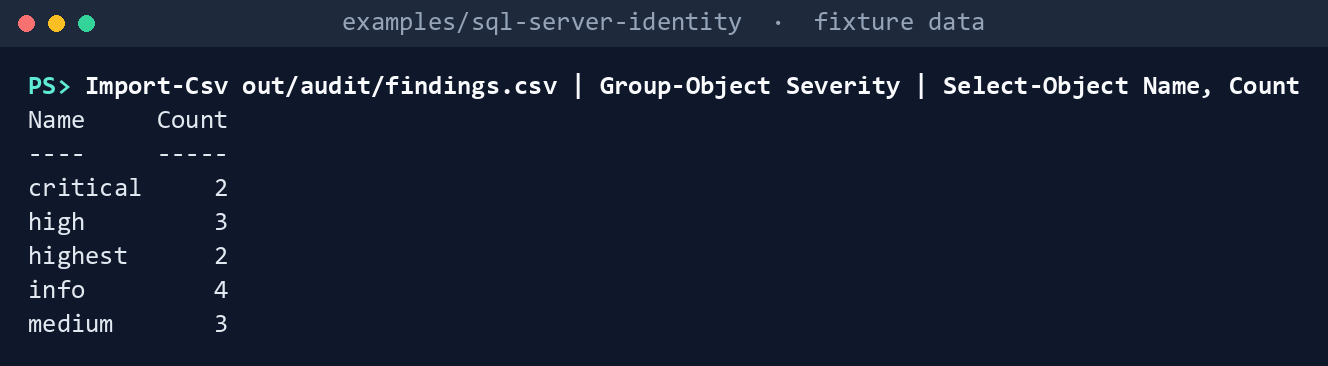 examples/sql-server-identity · fixture data
PS> Import-Csv out/audit/findings.csv | Group-Object Severity | Select-Object Name, Count
Name     Count
----     -----
critical     2
high         3
highest      2
info         4
medium       3